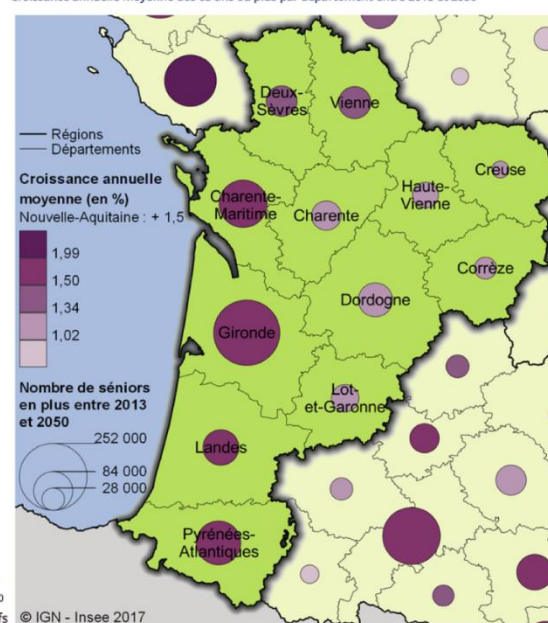 Deux-
Sèvres
Vienne
Régions
Départements
Croissance annuelle
moyenne (en %)
Nouvelle-Aquitaine : + 1,5
1,99
1,50
1,34
1,02
Charente-
Maritime
Charente
Haute-
Vienne
Creuse
Corrèze
Dordogne
Gironde
Lot-
et-Garonne
Landes
Pyrénées-
Atlantiques
Nombre de séniors
en plus entre 2013
et 2050
252 000
84 000
28 000
© IGN - Insee 2017